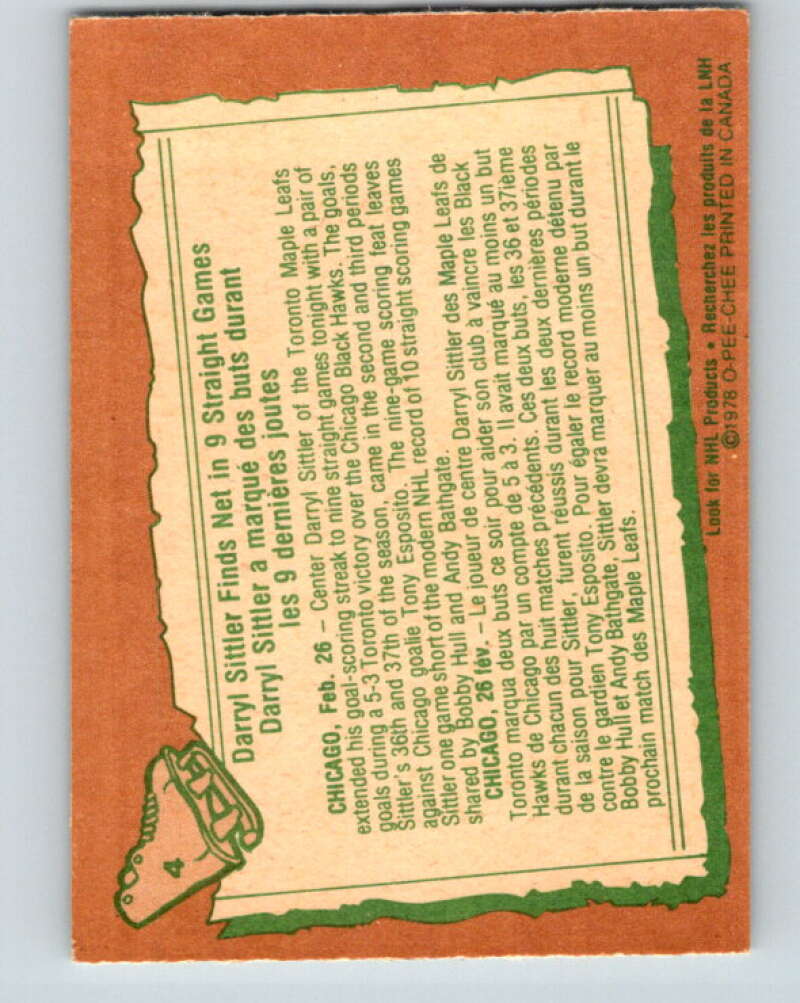 4
Darryl Sittler Finds Net in 9 Straight Games
Darryl Sittler a marqué des buts durant
les 9 dernières joutes
CHICAGO, Feb. 26 – Center Darryl Sittler of the Toronto Maple Leafs
extended his goal-scoring streak to nine straight games tonight with a pair of
goals during a 5-3 Toronto victory over the Chicago Black Hawks. The goals,
Sittler's 36th and 37th of the season, came in the second and third periods
against Chicago goalie Tony Esposito. The nine-game scoring feat leaves
Sittler one game short of the modern NHL record of 10 straight scoring games
shared by Bobby Hull and Andy Bathgate.
CHICAGO, 26 fév. – Le joueur de centre Darryl Sittler des Maple Leafs de
Toronto marqua deux buts ce soir pour aider son club à vaincre les Black
Hawks de Chicago par un compte de 5 à 3. Il avait marqué au moins un but
durant chacun des huit matches précédents. Ces deux buts, les 36 et 37ième
de la saison pour Sittler, furent réussis durant les deux dernières périodes
contre le gardien Tony Esposito. Pour égaler le record moderne détenu par
Bobby Hull et Andy Bathgate, Sittler devra marquer au moins un but durant le
prochain match des Maple Leafs.
Look for NHL Products • Recherchez les produits de la LNH
©1978 O-PEE-CHEE PRINTED IN CANADA